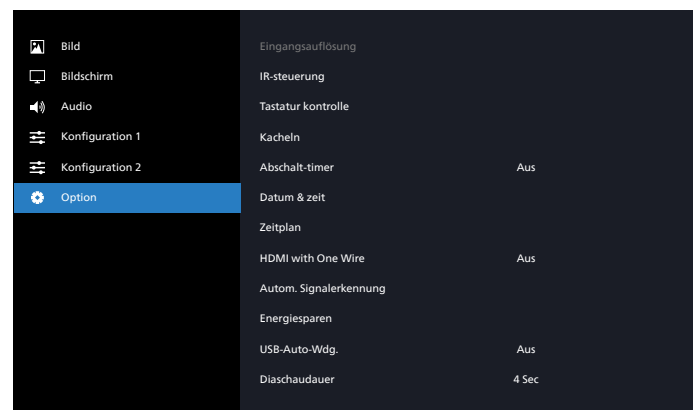 Bild
Bildschirm
Audio
Konfiguration 1
Konfiguration 2
Option
Eingangsauflösung
IR-steuerung
Tastatur kontrolle
Kacheln
Abschalt-timer Aus
Datum & zeit
Zeitplan
HDMI with One Wire Aus
Autom. Signalerkennung
Energiesparen
USB-Auto-Wdg. Aus
Diaschaudauer 4 Sec